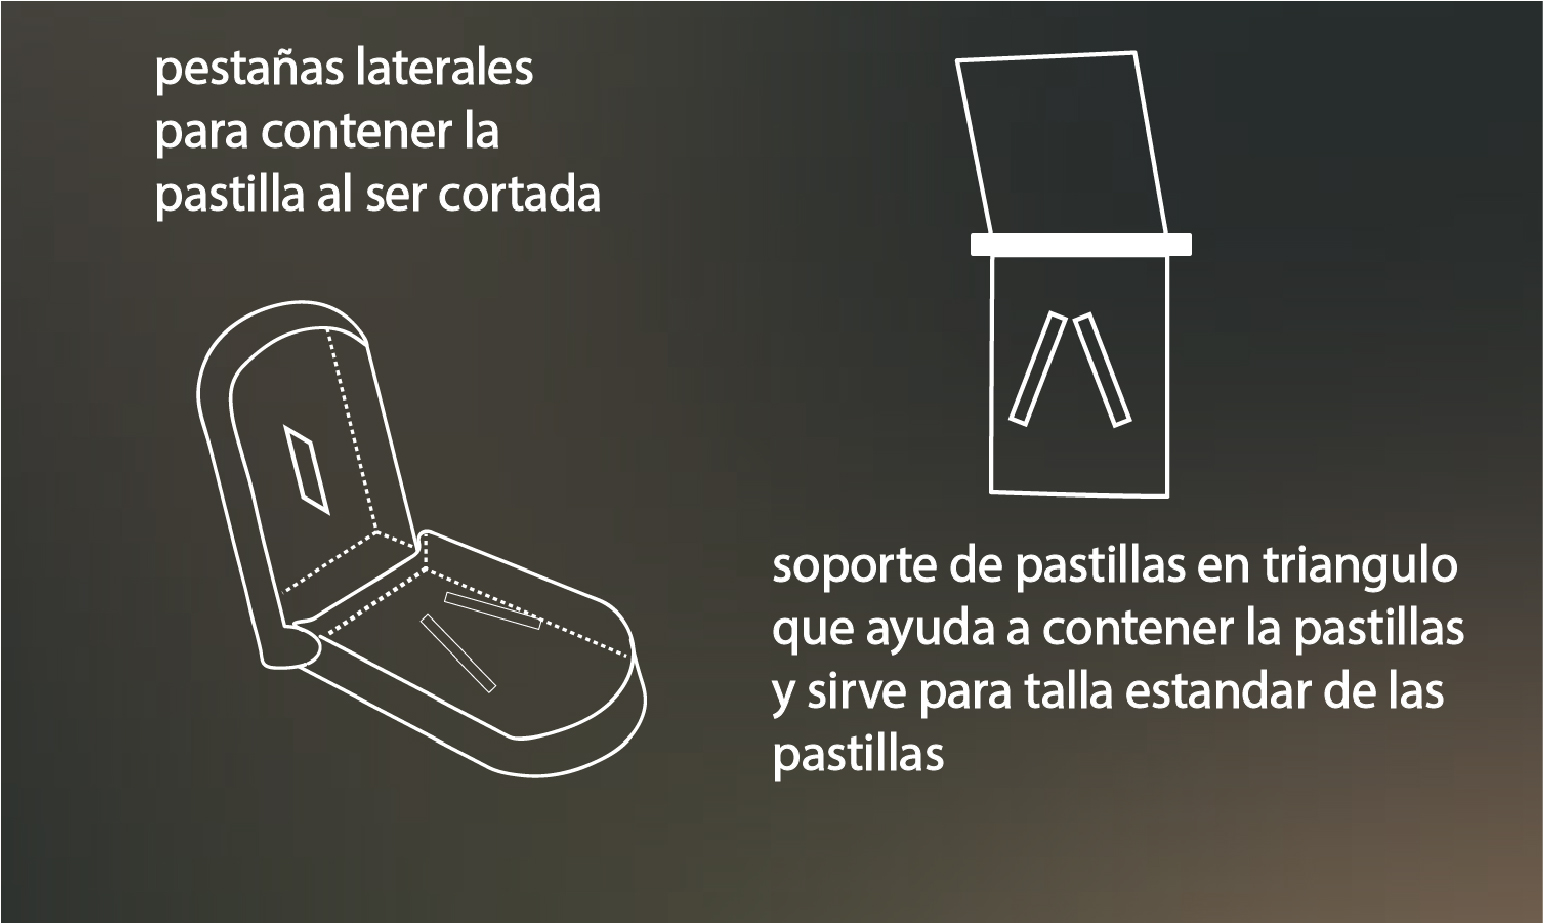 pestañas laterales
para contener la
pastilla al ser cortada
soporte de pastillas en triangulo
que ayuda a contener la pastillas
y sirve para talla estandar de las
pastillas